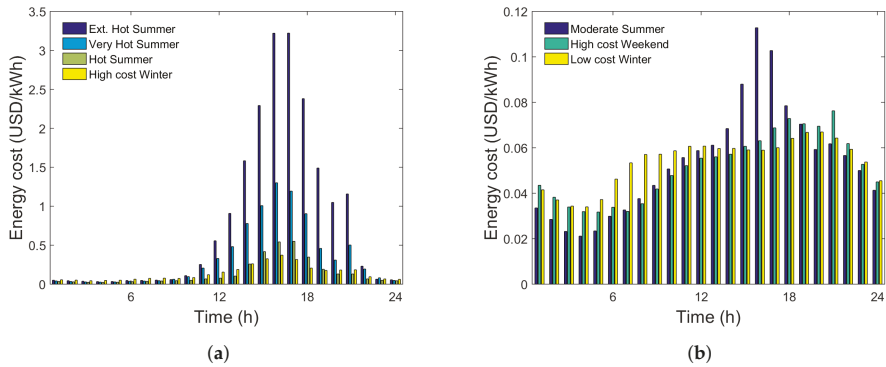 3.5
3
2.5
2
1.5
1
0.5
0
Energy cost (USD/kWh)
Ext. Hot Summer
Very Hot Summer
Hot Summer
High cost Winter
6
12
18
24
Time (h)
(a)
0.12
0.1
0.08
0.06
0.04
0.02
0
Energy cost (USD/kWh)
Moderate Summer
High cost Weekend
Low cost Winter
6
12
18
24
Time (h)
(b)